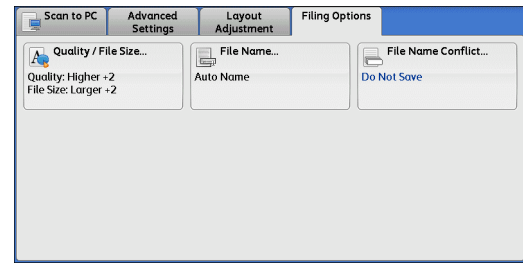 Scan to PC
Advanced
Settings
Layout
Adjustment
Filing Options
Quality / File Size...
Quality: Higher +2
File Size: Larger +2
File Name...
Auto Name
File Name Conflict...
Do Not Save